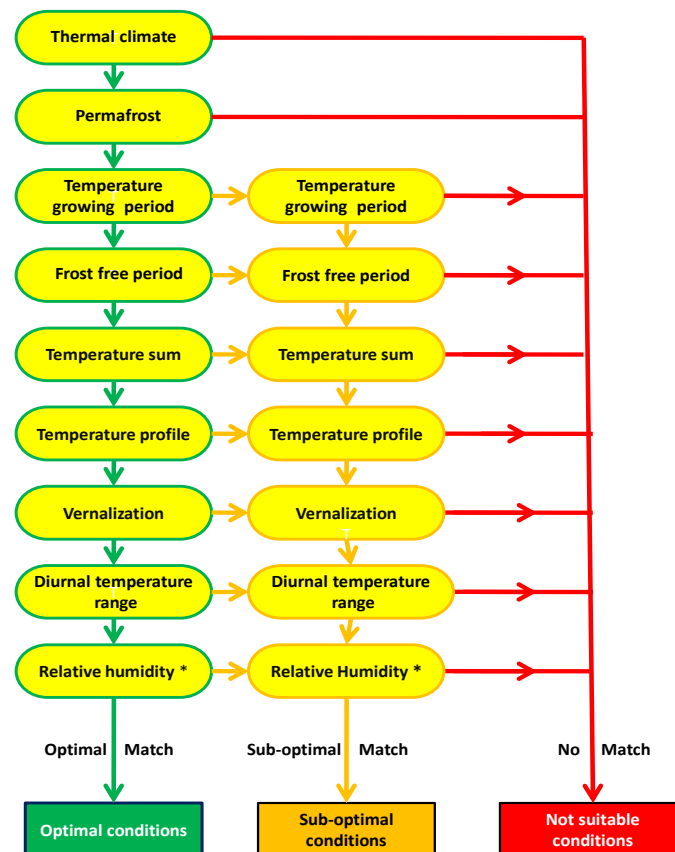 Thermal climate
Permafrost
Temperature
growing period
Temperature
growing period
Frost free period
Frost free period
Temperature sum
Temperature sum
Temperature profile
Temperature profile
Vernalization
Vernalization
Diurnal temperature
range
Diurnal temperature
range
Relative humidity *
Relative Humidity *
Optimal Match
Sub-optimal Match
No Match
Optimal conditions
Sub-optimal
conditions
Not suitable
conditions